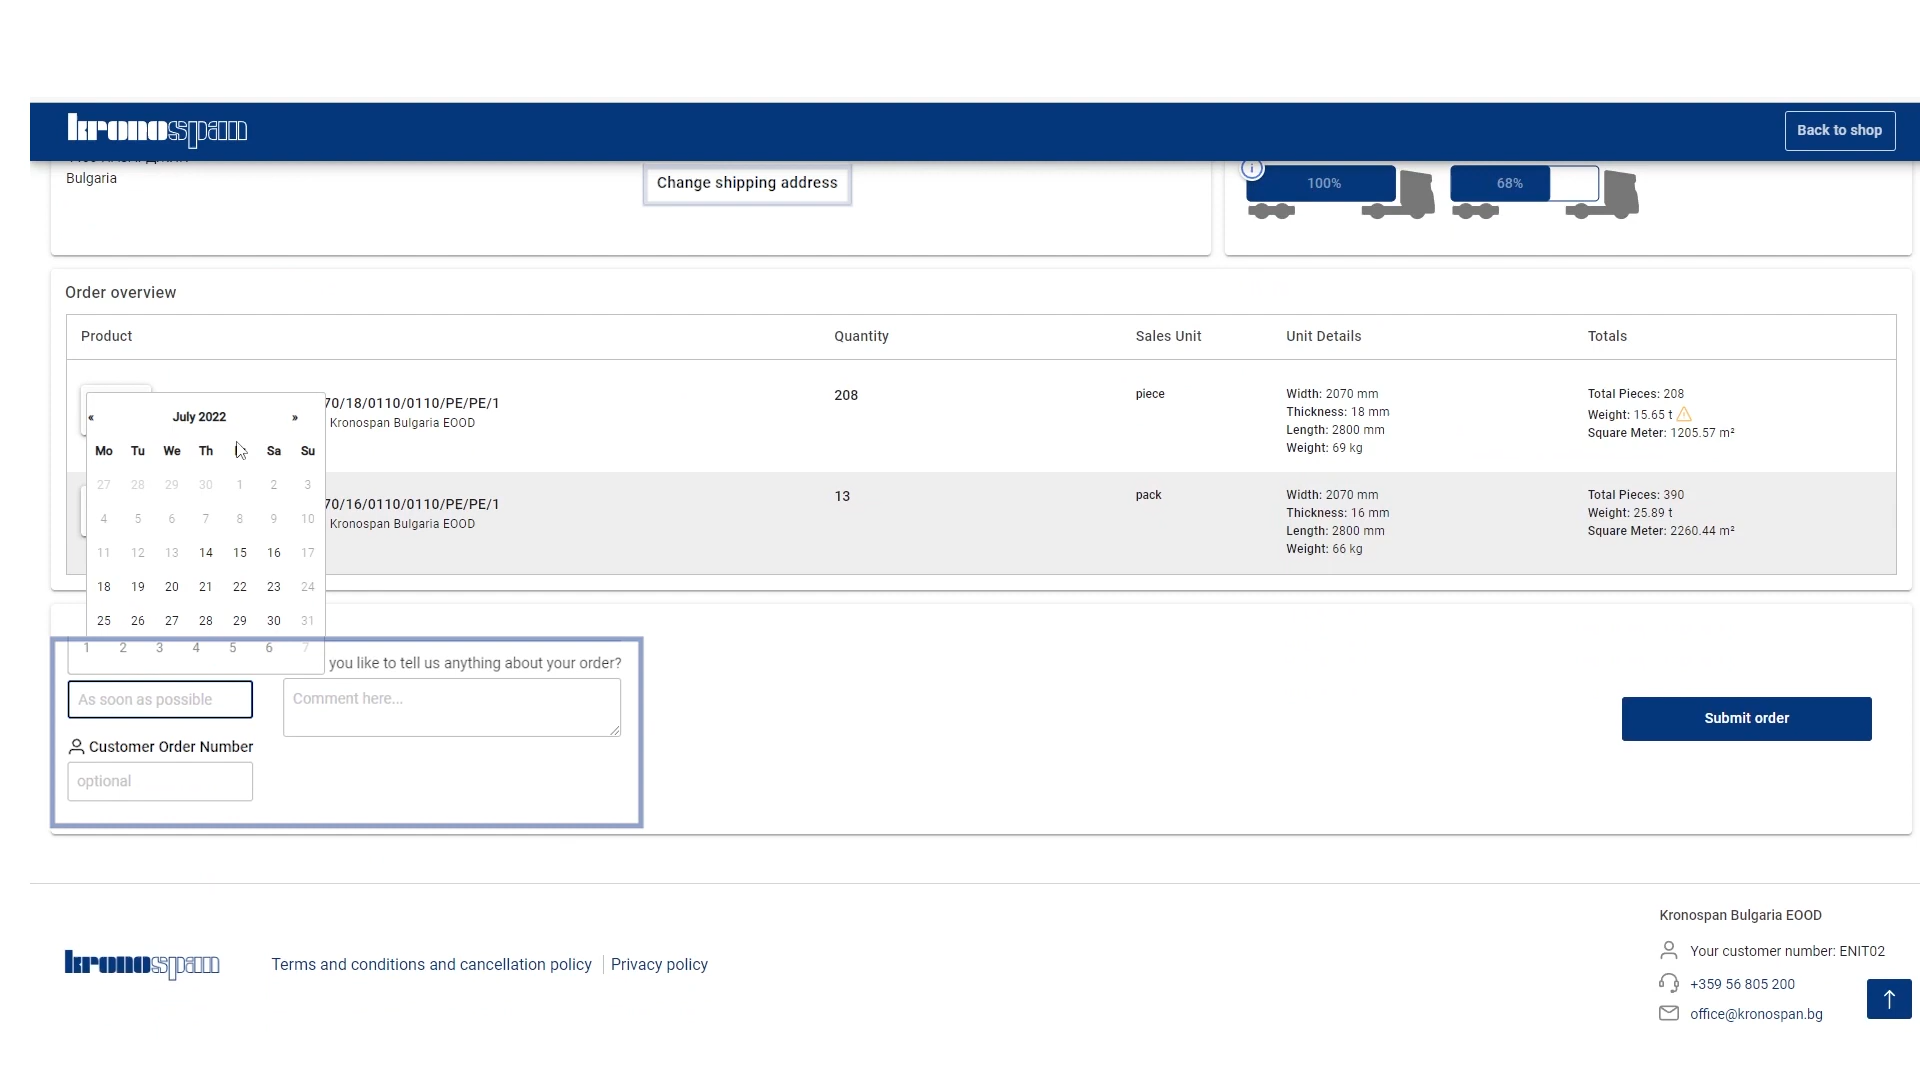 kronospan
Back to shop
Bulgaria
Change shipping address
100%
68%
Order overview
Product Quantity Sales Unit Unit Details Totals
70/18/0110/0110/PE/PE/1
Kronospan Bulgaria EOOD
208
piece
Width: 2070 mm
Thickness: 18 mm
Length: 2800 mm
Weight: 69 kg
Total Pieces: 208
Weight: 15.65 t
Square Meter: 1205.57 m²
70/16/0110/0110/PE/PE/1
Kronospan Bulgaria EOOD
13
pack
Width: 2070 mm
Thickness: 16 mm
Length: 2800 mm
Weight: 66 kg
Total Pieces: 390
Weight: 25.89 t
Square Meter: 2260.44 m²
« July 2022 »
Mo Tu We Th Sa Su
27 28 29 30 1 2 3
4 5 6 7 8 9 10
11 12 13 14 15 16 17
18 19 20 21 22 23 24
25 26 27 28 29 30 31
1 2 3 4 5 6 7
you like to tell us anything about your order?
As soon as possible
Comment here...
Customer Order Number
optional
Submit order
kronospan
Terms and conditions and cancellation policy | Privacy policy
Kronospan Bulgaria EOOD
Your customer number: ENIT02
+359 56 805 200
office@kronospan.bg